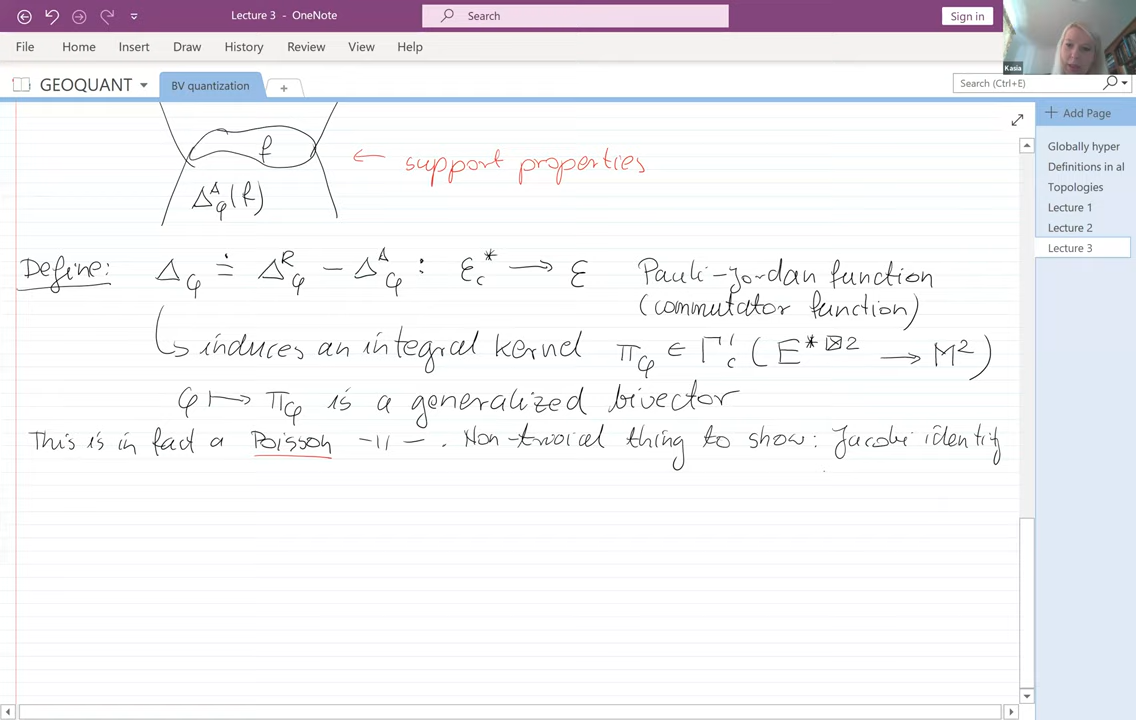 Lecture 3 - OneNote
Search
Sign in
File Home Insert Draw History Review View Help
Kasia
GEOQUANT
BV quantization
Search (Ctrl+E)
Add Page
Globally hyper
Definitions in al
Topologies
Lecture 1
Lecture 2
Lecture 3
f
← support properties
Δ^A_φ(f)
Define: Δ_φ ≐ Δ^R_φ − Δ^A_φ : ℰ_c^* → ℰ Pauli-Jordan function
(commutator function)
↳ induces an integral kernel Π_φ ∈ Γ'_c (E^{*⊠2} → M²)
φ ↦ Π_φ is a generalized bivector
This is in fact a Poisson -11-. Non-trivial thing to show: Jacobi identity